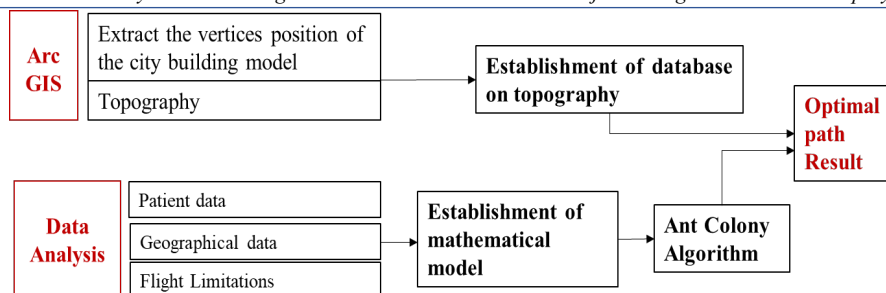 Arc
GIS
Extract the vertices position of
the city building model
Topography
Establishment of database
on topography
Optimal
path
Result
Data
Analysis
Patient data
Geographical data
Flight Limitations
Establishment of
mathematical
model
Ant Colony
Algorithm